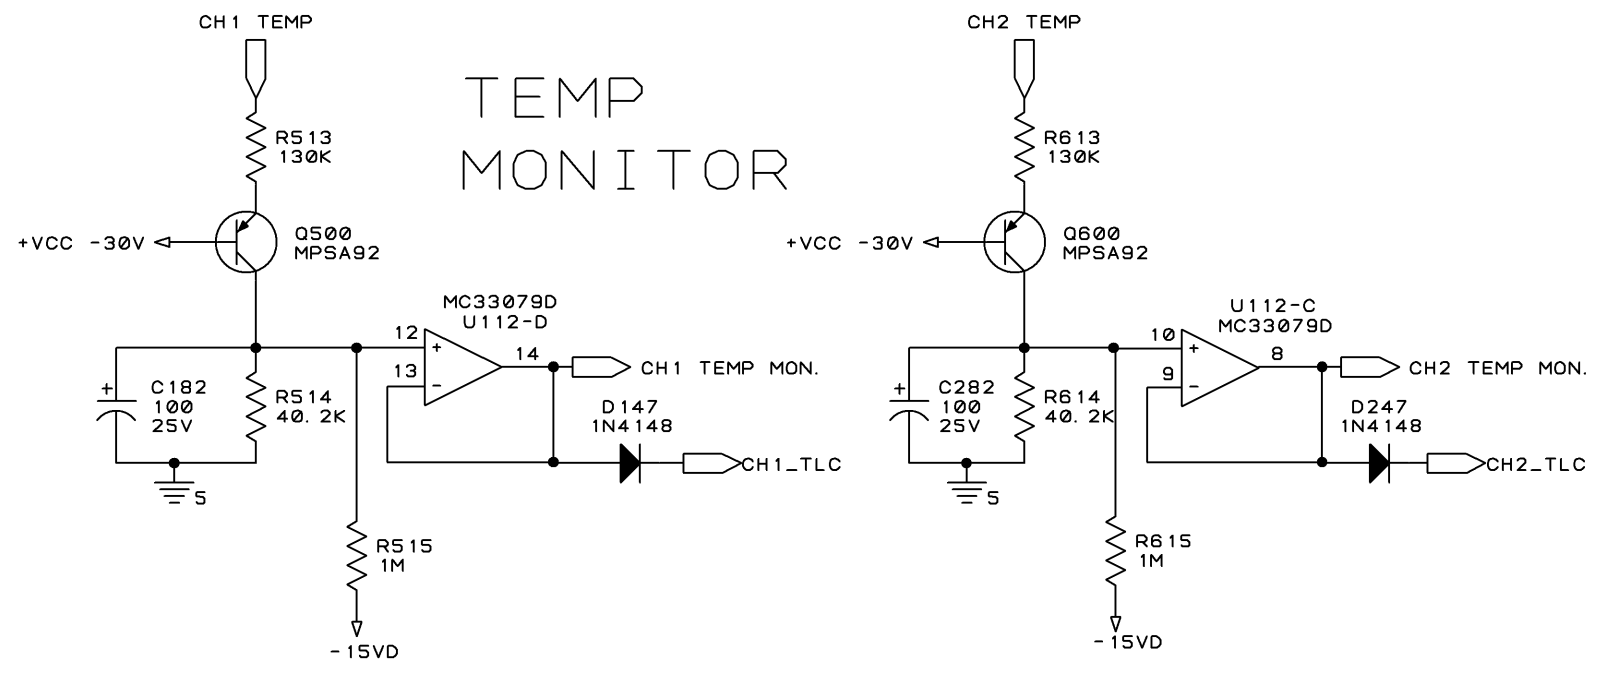 CH1 TEMP
R513
130K
TEMP
MONITOR
+VCC -30V
Q500
MPSA92
MC33079D
U112-D
12
+
13
-
14
CH1 TEMP MON.
+
C182
100
25V
R514
40.2K
D147
1N4148
CH1_TLC
5
R515
1M
-15VD
CH2 TEMP
R613
130K
+VCC -30V
Q600
MPSA92
U112-C
MC33079D
10
+
9
-
8
CH2 TEMP MON.
+
C282
100
25V
R614
40.2K
D247
1N4148
CH2_TLC
5
R615
1M
-15VD